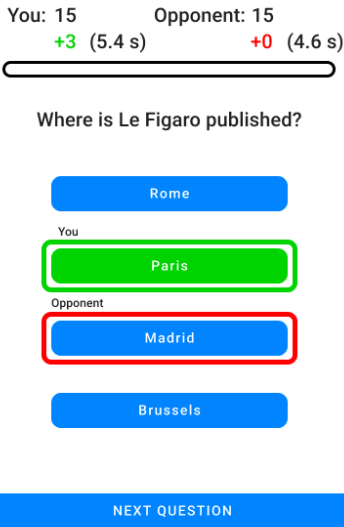 You: 15 Opponent: 15
+3 (5.4 s) +0 (4.6 s)
Where is Le Figaro published?
Rome
You
Paris
Opponent
Madrid
Brussels
NEXT QUESTION